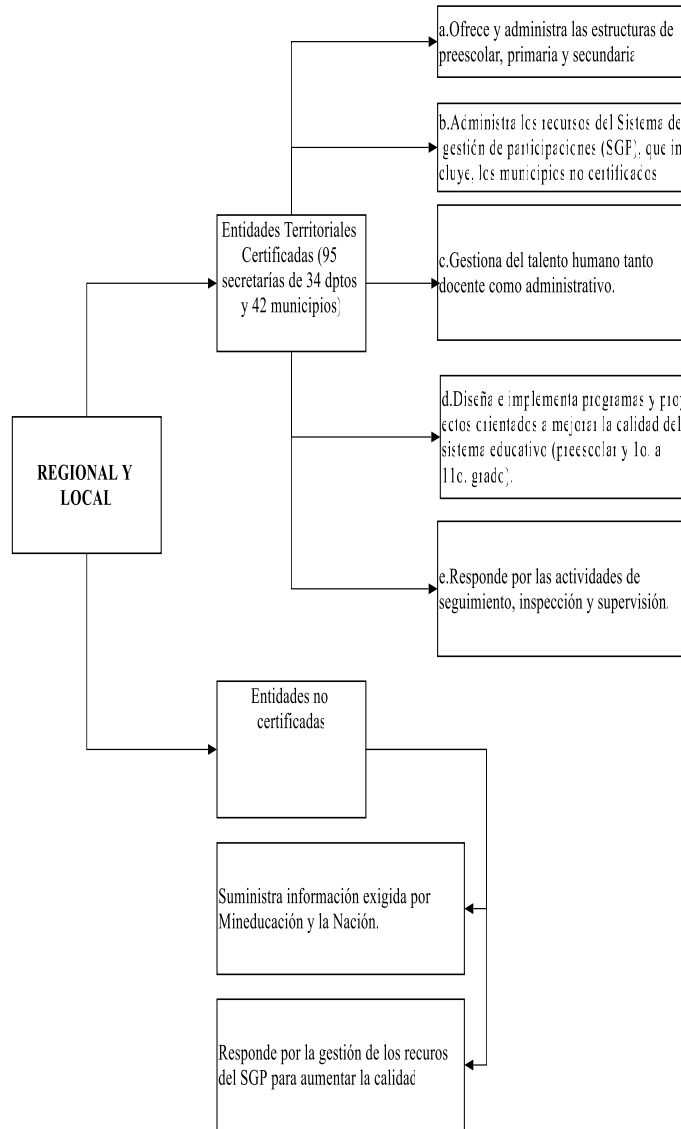 a.Ofrece y administra las estructuras de
preescolar, primaria y secundaria
b.Administra los recursos del Sistema de
gestión de participaciones (SGP), que in
cluye, los municipios no certificados
Entidades Territoriales
Certificadas (95
secretarías de 34 dptos
y 42 municipios)
c.Gestiona del talento humano tanto
docente como administrativo.
d.Diseña e implementa programas y proy
ectos orientados a mejorar la calidad del
sistema educativo (preescolar y 1o. a
11o. grado).
REGIONAL Y
LOCAL
e.Responde por las actividades de
seguimiento, inspección y supervisión.
Entidades no
certificadas
Suministra información exigida por
Mineducación y la Nación.
Responde por la gestión de los recuros
del SGP para aumentar la calidad